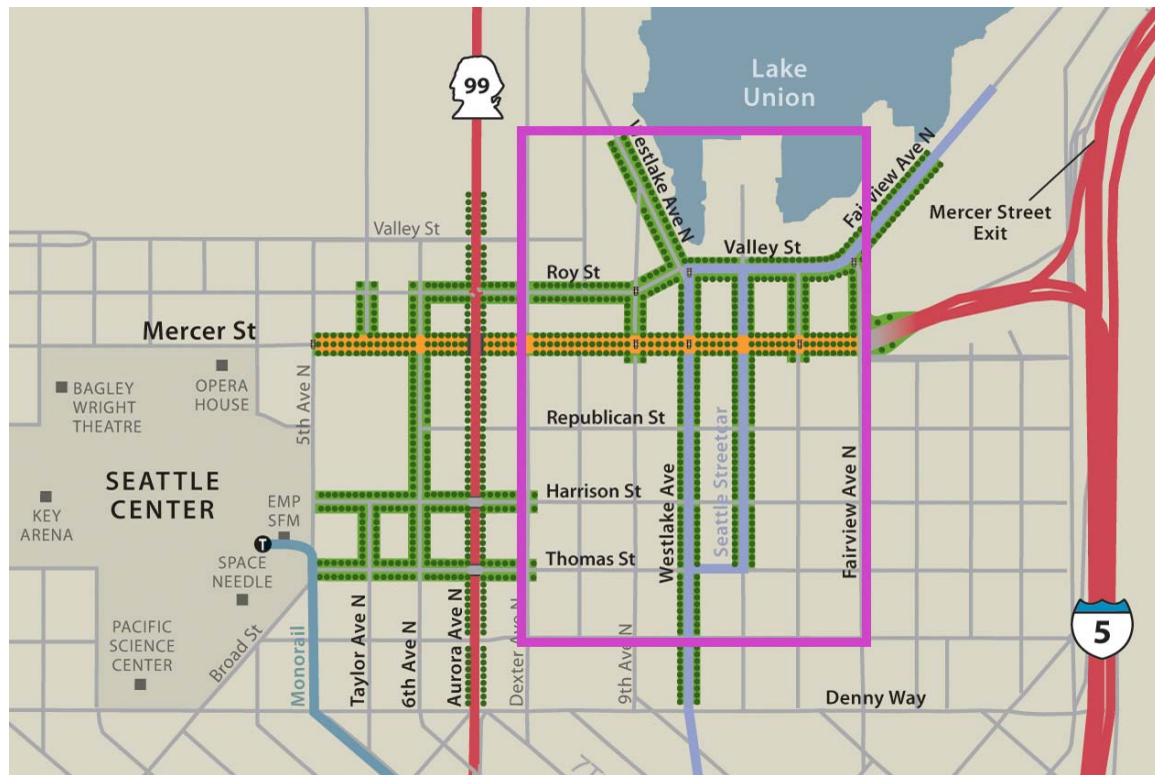 99
Lake
Union
Westlake Ave N
Fairview Ave N
Mercer Street
Exit
Valley St
Valley St
Roy St
Mercer St
OPERA
HOUSE
BAGLEY
WRIGHT
THEATRE
5th Ave N
Republican St
Seattle Streetcar
SEATTLE
CENTER
EMP
SFM
KEY
ARENA
T
SPACE
NEEDLE
Harrison St
Thomas St
Westlake Ave
Fairview Ave N
PACIFIC
SCIENCE
CENTER
Broad St
Monorail
Taylor Ave N
6th Ave N
Aurora Ave N
Dexter Ave N
9th Ave N
5
Denny Way